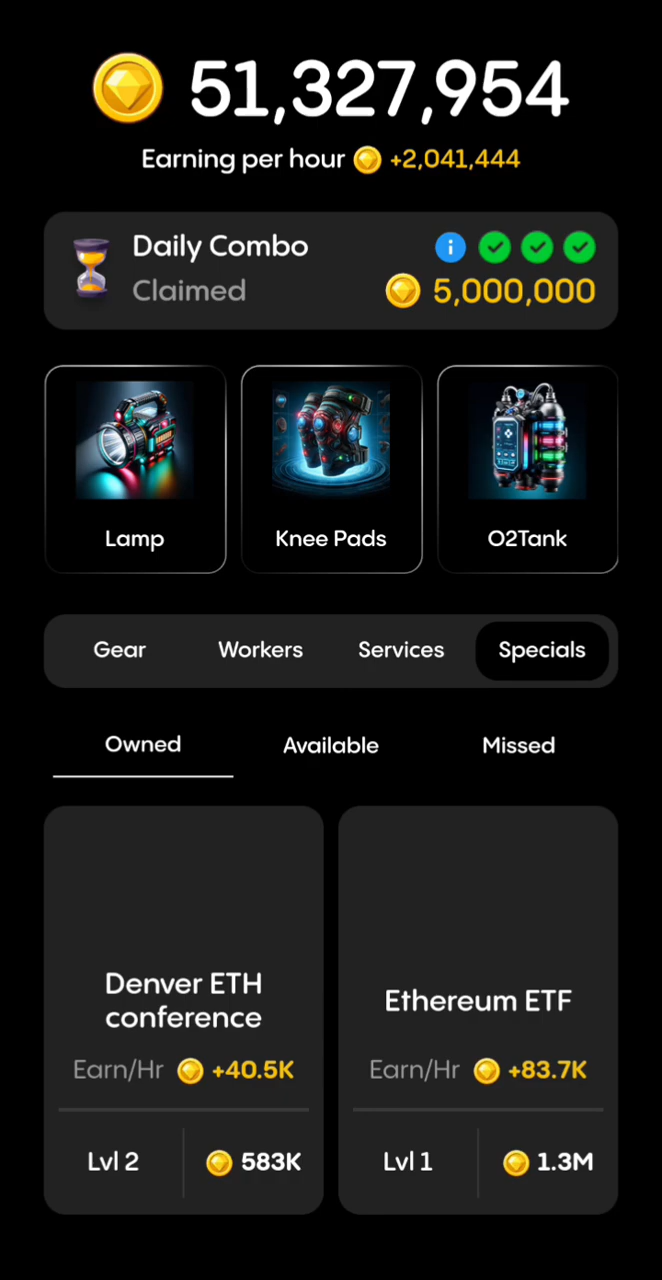 51,327,954
Earning per hour +2,041,444
Daily Combo
Claimed 5,000,000
Lamp Knee Pads O2Tank
Gear Workers Services Specials
Owned Available Missed
Denver ETH
conference
Earn/Hr +40.5K
Lvl 2 583K
Ethereum ETF
Earn/Hr +83.7K
Lvl 1 1.3M